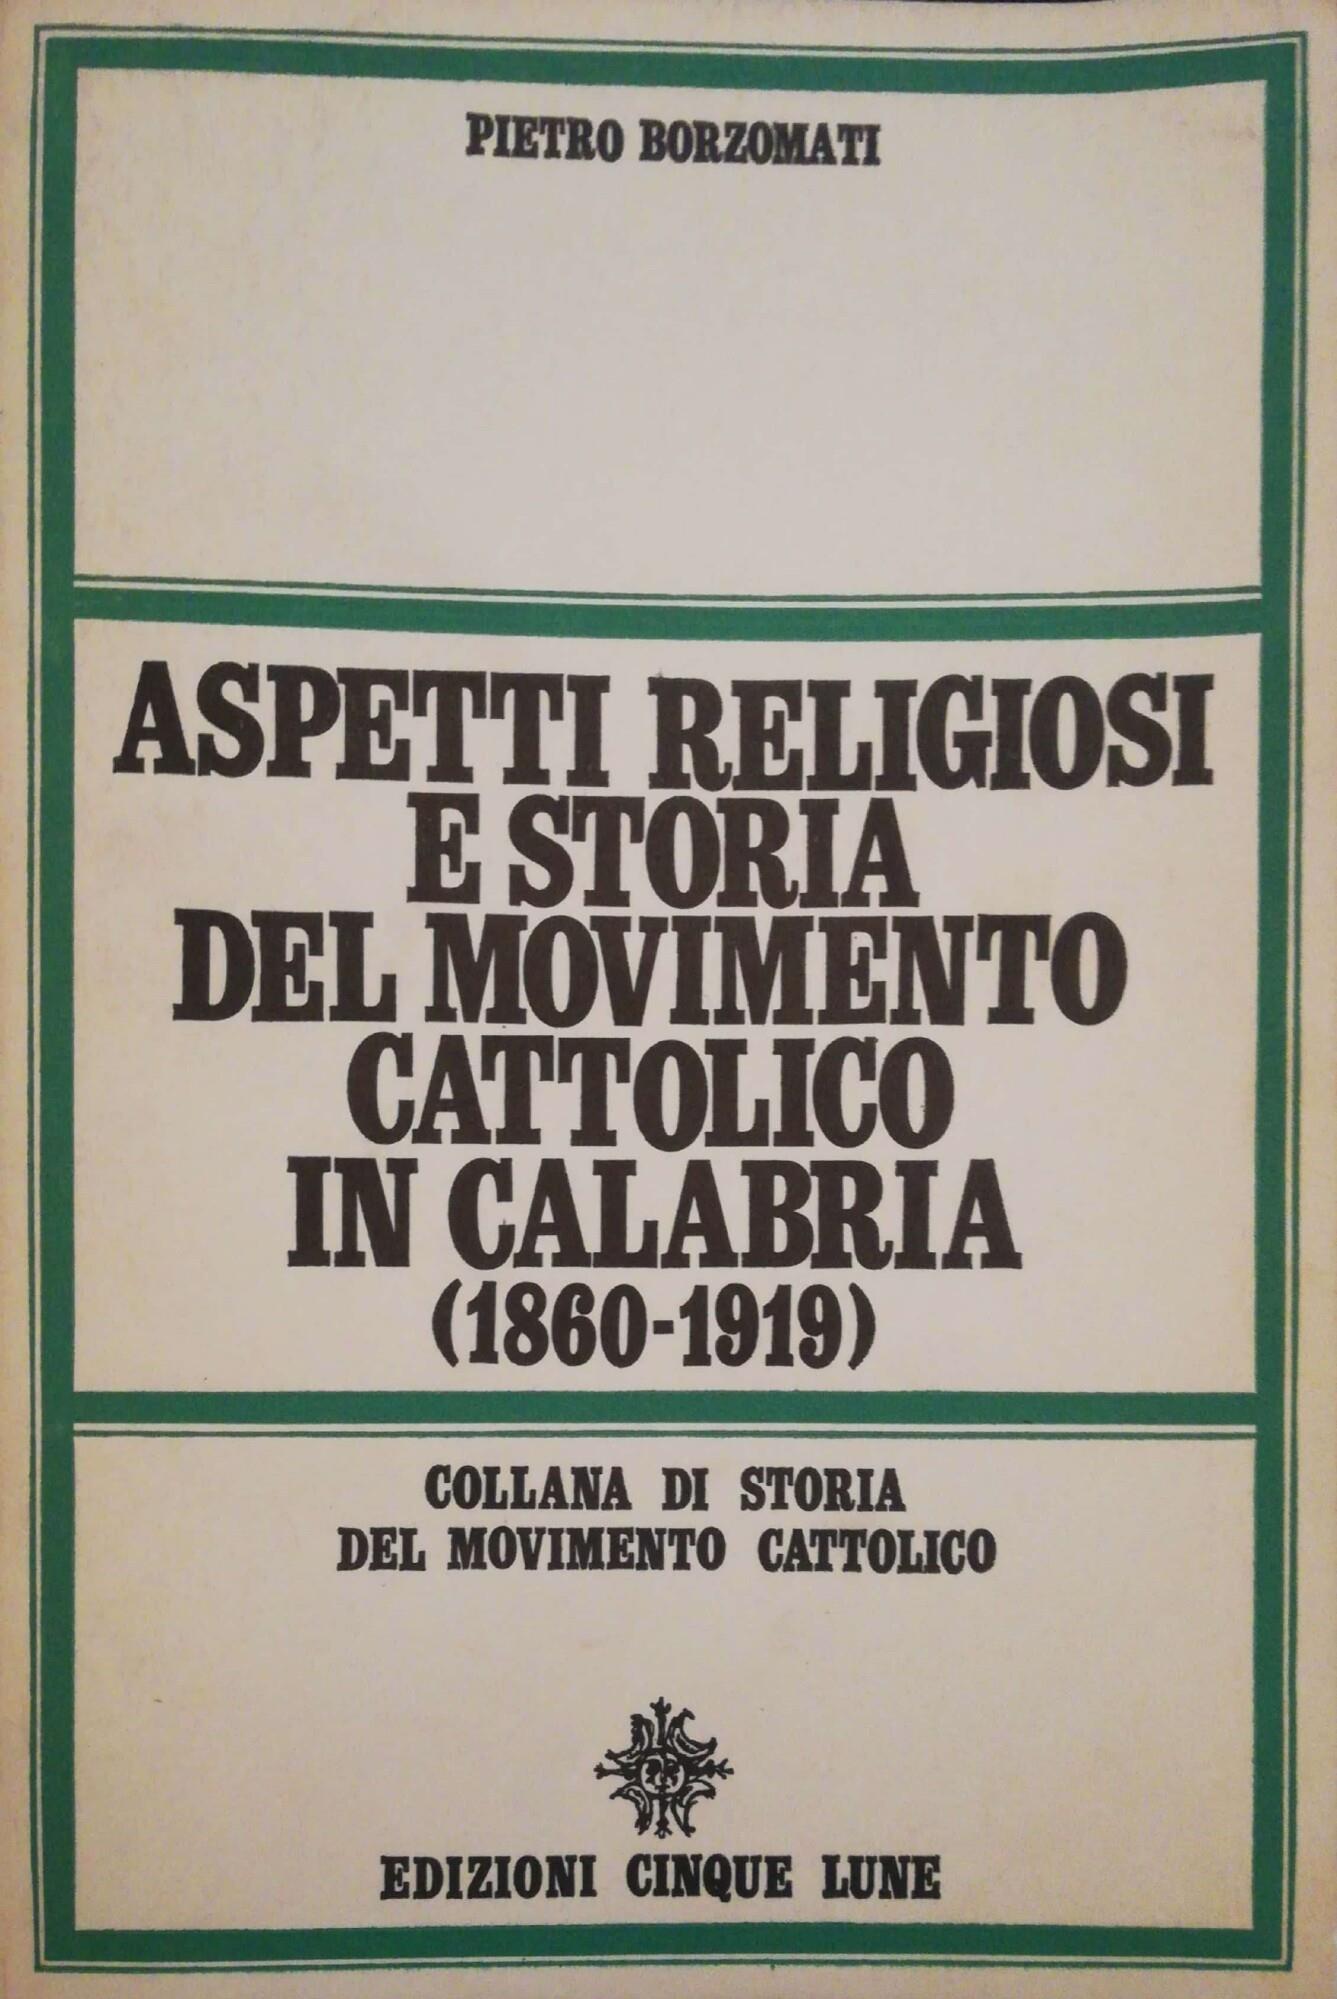 PIETRO BORZOMATI
ASPETTI RELIGIOSI
E STORIA
DEL MOVIMENTO
CATTOLICO
IN CALABRIA
(1860-1919)
COLLANA DI STORIA
DEL MOVIMENTO CATTOLICO
EDIZIONI CINQUE LUNE